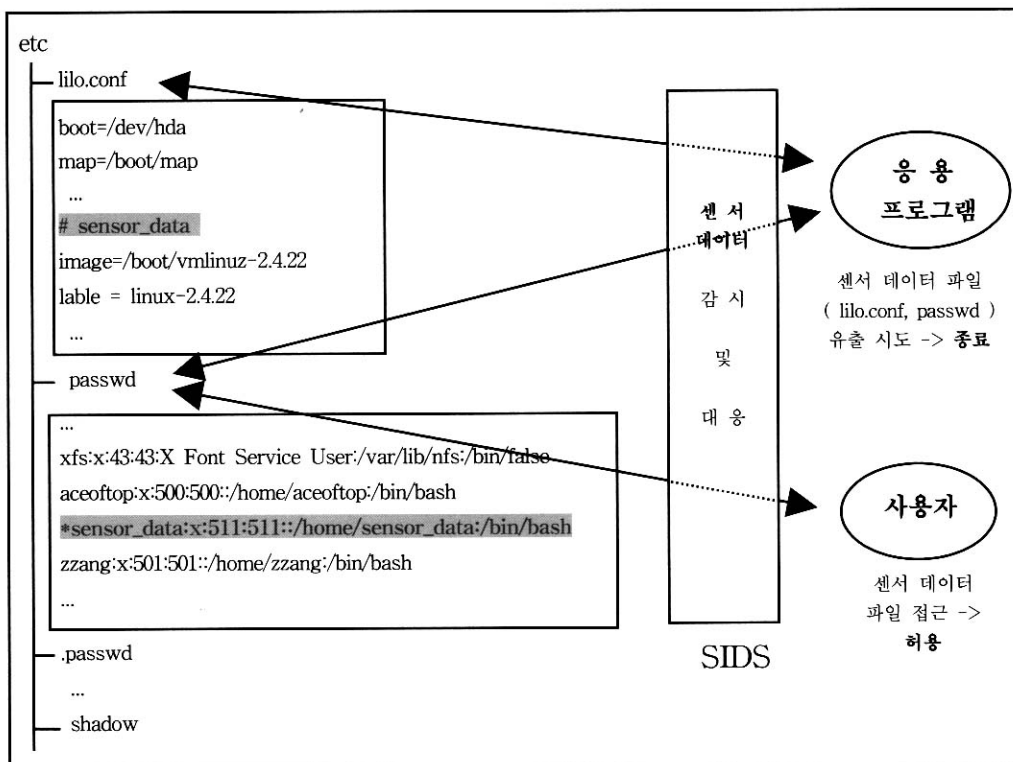 etc
lilo.conf
boot=/dev/hda
map=/boot/map
...
# sensor_data
image=/boot/vmlinuz-2.4.22
lable = linux-2.4.22
...
passwd
...
xfs:x:43:43:X Font Service User:/var/lib/nfs:/bin/false
aceoftop:x:500:500::/home/aceoftop:/bin/bash
*sensor_data:x:511:511::/home/sensor_data:/bin/bash
zzang:x:501:501::/home/zzang:/bin/bash
...
.passwd
...
shadow
센 서
데이터
감 시
및
대 응
SIDS
응 용
프로그램
센서 데이터 파일
( lilo.conf, passwd )
유출 시도 -> 종료
사용자
센서 데이터
파일 접근 ->
허용